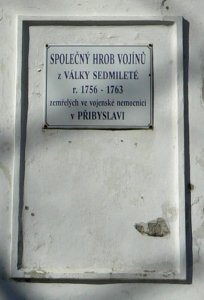 SPOLEČNÝ HROB VOJÍNŮ
z VÁLKY SEDMILETÉ
r. 1756 - 1763
zemřelých ve vojenské nemocnici
v PŘIBYSLAVI